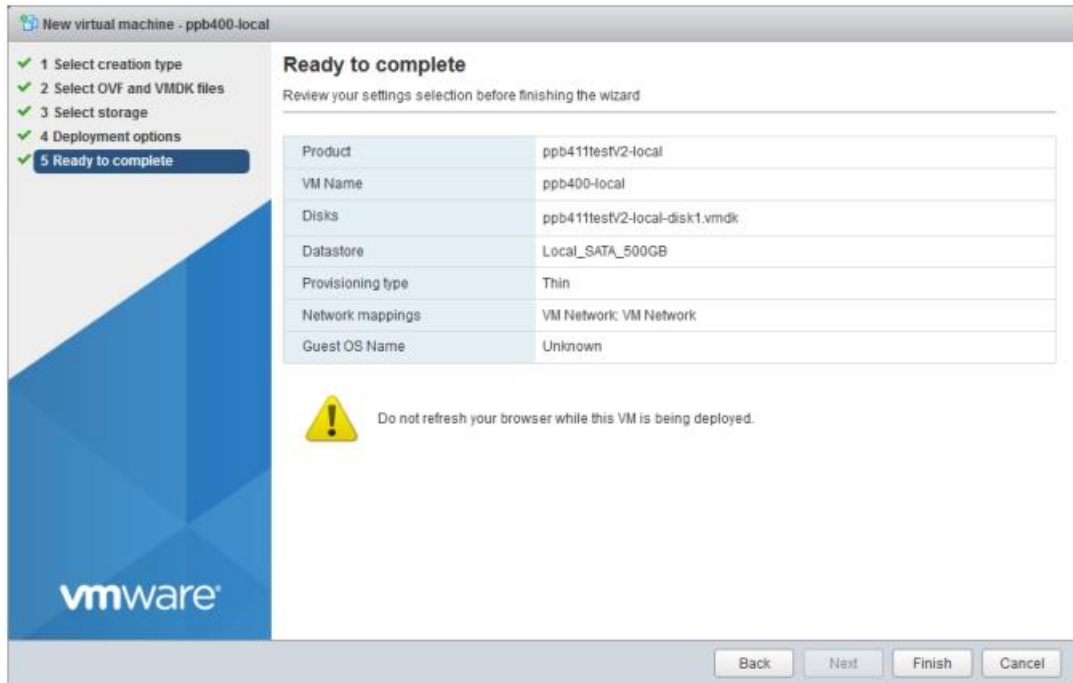 New virtual machine - ppb400-local
1 Select creation type
2 Select OVF and VMDK files
3 Select storage
4 Deployment options
5 Ready to complete
Ready to complete
Review your settings selection before finishing the wizard
Product ppb411testV2-local
VM Name ppb400-local
Disks ppb411testV2-local-disk1.vmdk
Datastore Local_SATA_500GB
Provisioning type Thin
Network mappings VM Network: VM Network
Guest OS Name Unknown
Do not refresh your browser while this VM is being deployed.
vmware
Back Next Finish Cancel